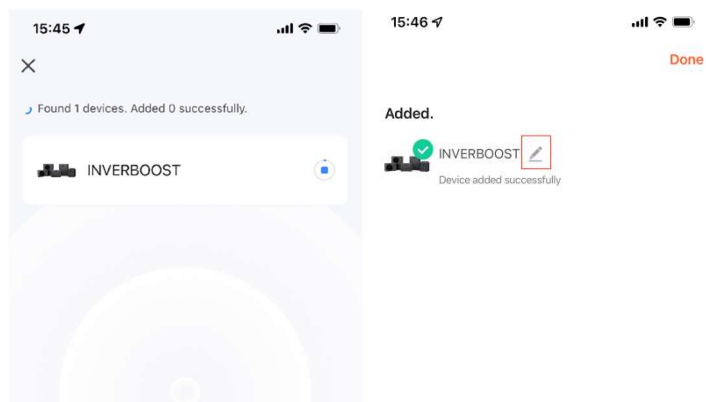 15:45
Found 1 devices. Added 0 successfully.
INVERBOOST
15:46
Done
Added.
INVERBOOST
Device added successfully